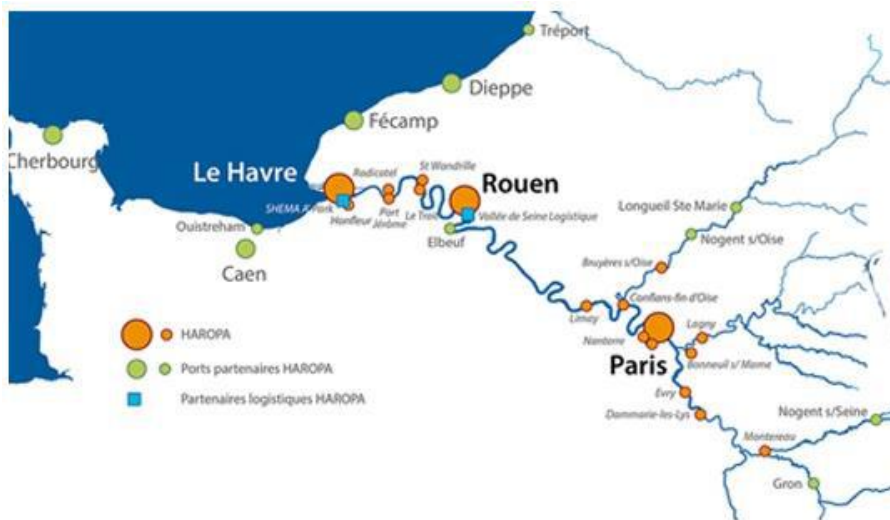 Tréport
Dieppe
Fécamp
Cherbourg
Le Havre
Radicatel
St Wandrille
Rouen
SHEMA A'Park
Honfleur
Port
Jérôme
Le Trait
Vallée de Seine Logistique
Longueil Ste Marie
Ouistreham
Elbeuf
Nogent s/Oise
Caen
Bruyères s/Oise
Conflans-fin d'Oise
Limay
Lagny
HAROPA
Nanterre
Paris
Bonneuil s/ Marne
Ports partenaires HAROPA
Evry
Partenaires logistiques HAROPA
Dammarie-les-Lys
Nogent s/Seine
Montereau
Gron